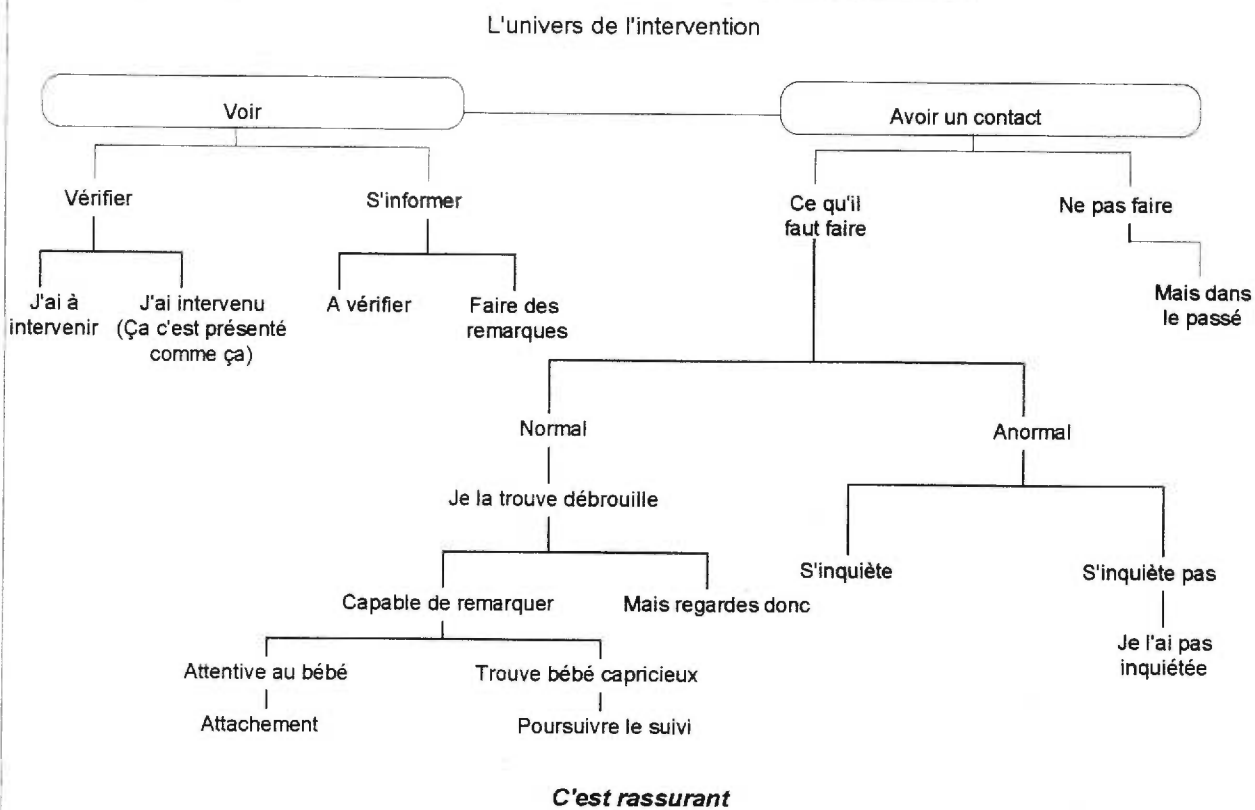 L'univers de l'intervention
Voir
Avoir un contact
Vérifier
S'informer
Ce qu'il
faut faire
Ne pas faire
J'ai à
intervenir
J'ai intervenu
(Ça c'est présenté
comme ça)
A vérifier
Faire des
remarques
Mais dans
le passé
Normal
Anormal
Je la trouve débrouille
S'inquiète
S'inquiète pas
Capable de remarquer
Mais regardes donc
Je l'ai pas
inquiétée
Attentive au bébé
Trouve bébé capricieux
Attachement
Poursuivre le suivi
C'est rassurant